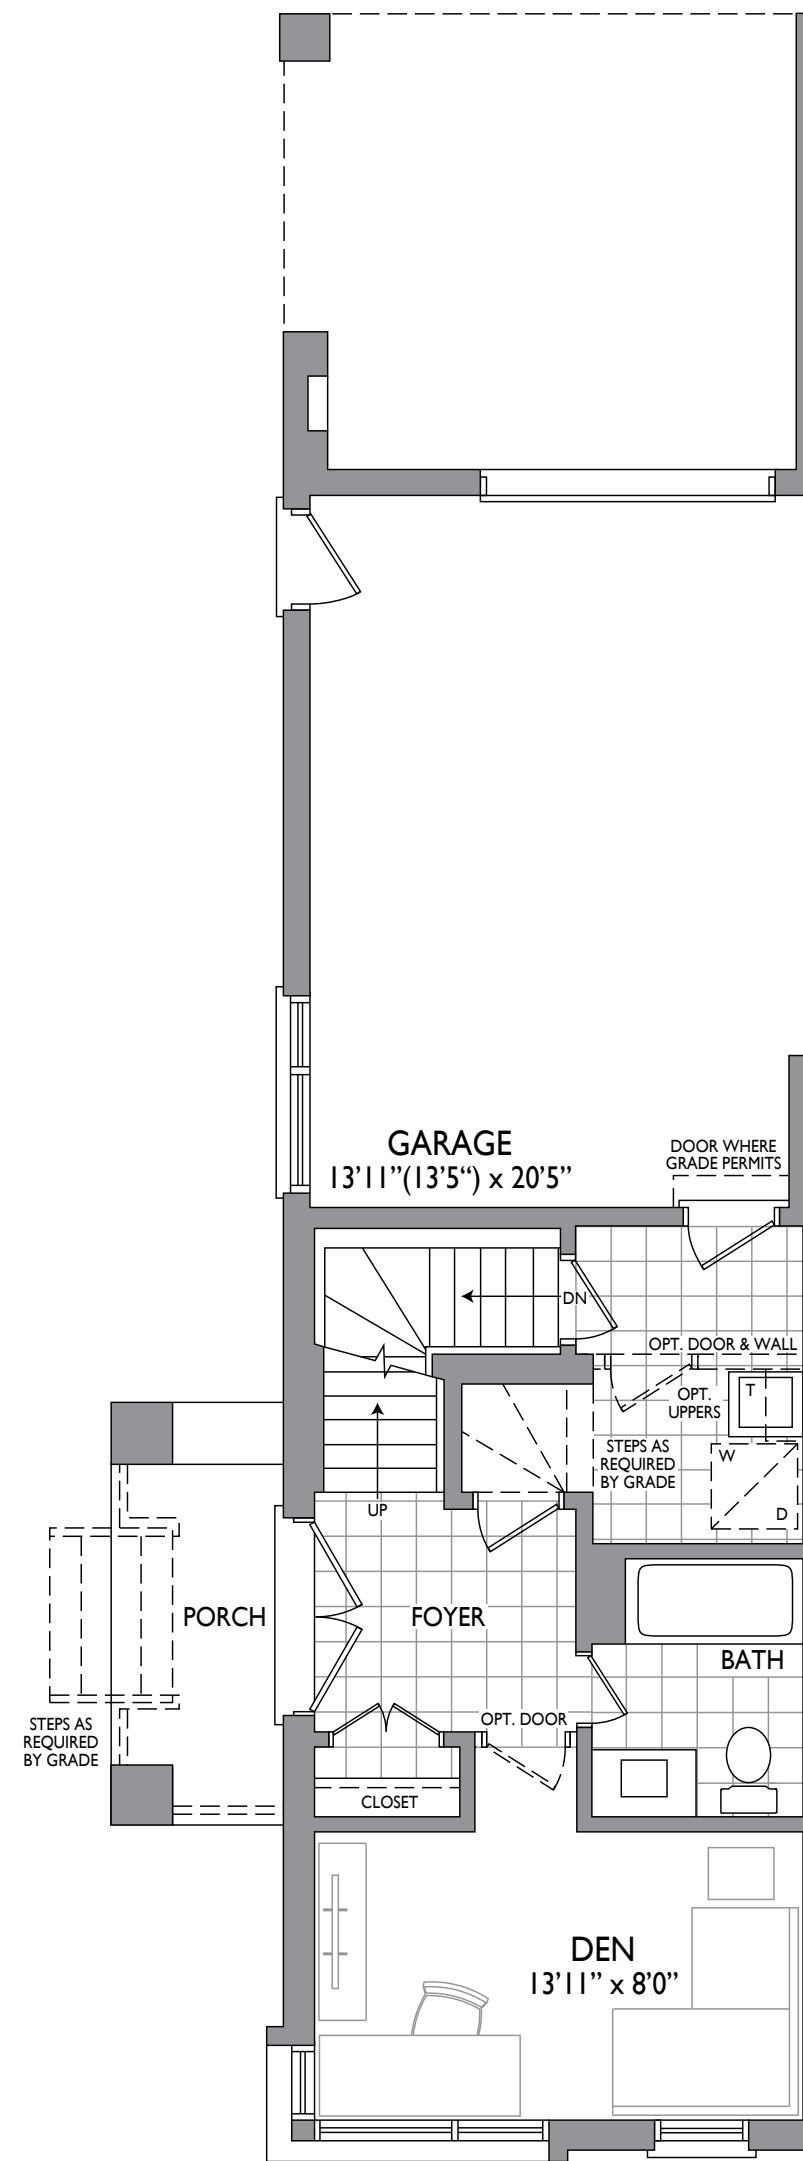 GARAGE
13'11”(13'5“) x 20'5”
DOOR WHERE
GRADE PERMITS
DN
OPT. DOOR & WALL
OPT.
UPPERS
T
STEPS AS
REQUIRED
BY GRADE
W
D
UP
PORCH
FOYER
BATH
STEPS AS
REQUIRED
BY GRADE
OPT. DOOR
CLOSET
DEN
13'11” x 8'0”